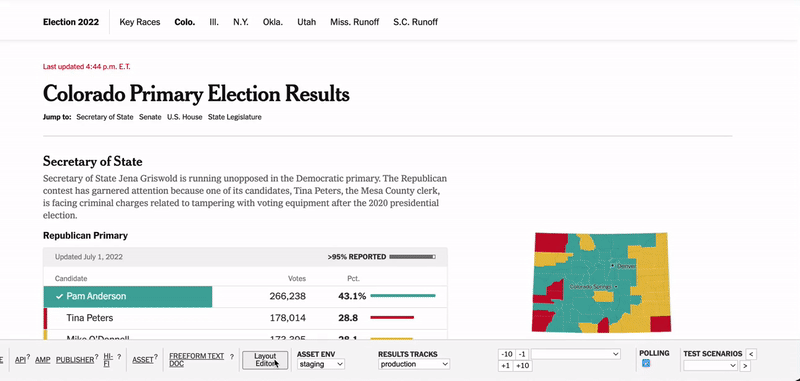 Election 2022 Key Races Colo. Ill. N.Y. Okla. Utah Miss. Runoff S.C. Runoff
Last updated 4:44 p.m. E.T.
Colorado Primary Election Results
Jump to: Secretary of State Senate U.S. House State Legislature
Secretary of State
Secretary of State Jena Griswold is running unopposed in the Democratic primary. The Republican
contest has garnered attention because one of its candidates, Tina Peters, the Mesa County clerk,
is facing criminal charges related to tampering with voting equipment after the 2020 presidential
election.
Republican Primary
Updated July 1, 2022 >95% REPORTED
Candidate Votes Pct.
Pam Anderson 266,238 43.1%
Tina Peters 178,014 28.8
Mike O'Donnell 28.1
Denver
Colorado Springs
E ? API? AMP PUBLISHER? HI-FI ? ASSET? FREEFORM TEXT DOC ? Layout Editor
ASSET ENV
staging
RESULTS TRACKS
production
-10 -1
+1 +10
POLLING
TEST SCENARIOS <
>